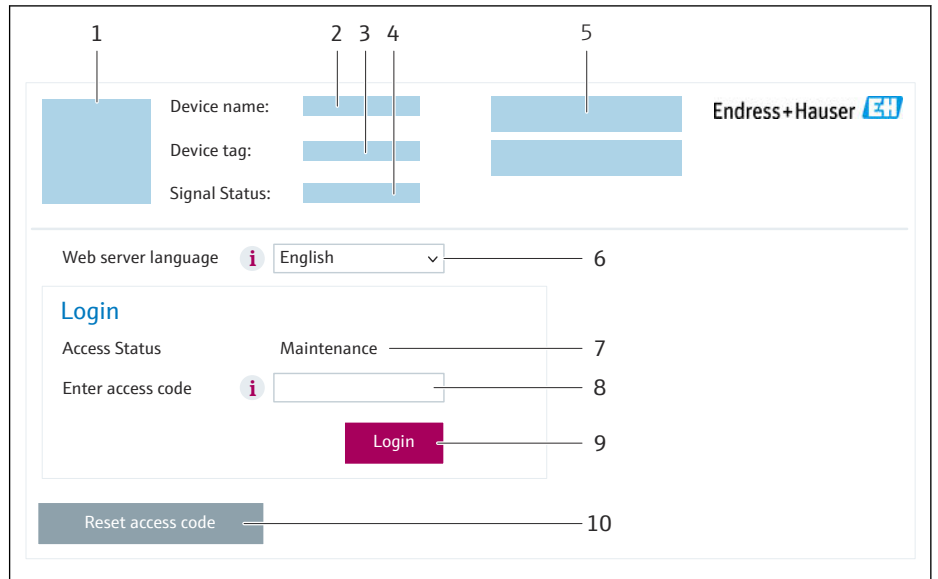 1 2 3 4 5
Device name:
Endress+Hauser EH
Device tag:
Signal Status:
Web server language i English 6
Login
Access Status Maintenance 7
Enter access code i 8
Login 9
Reset access code 10